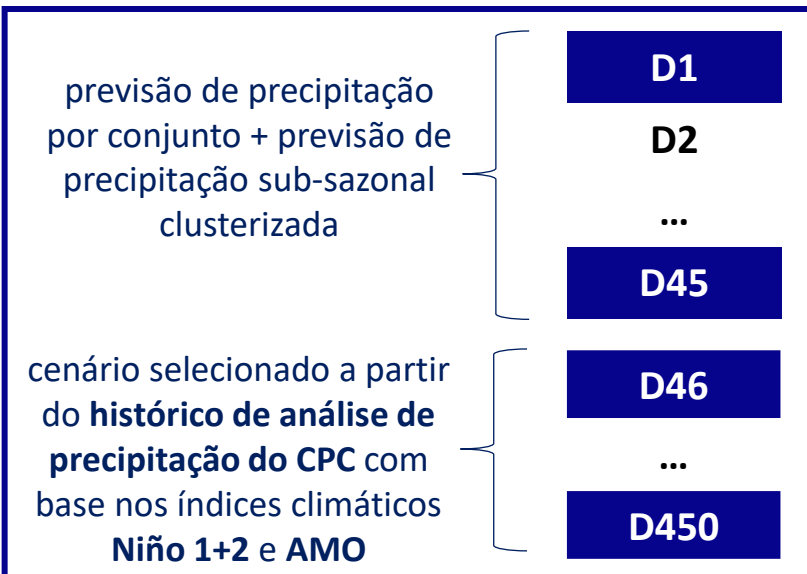 previsão de precipitação
por conjunto + previsão de
precipitação sub-sazonal
clusterizada
D1
D2
...
D45
cenário selecionado a partir
do histórico de análise de
precipitação do CPC com
base nos índices climáticos
Niño 1+2 e AMO
D46
...
D450